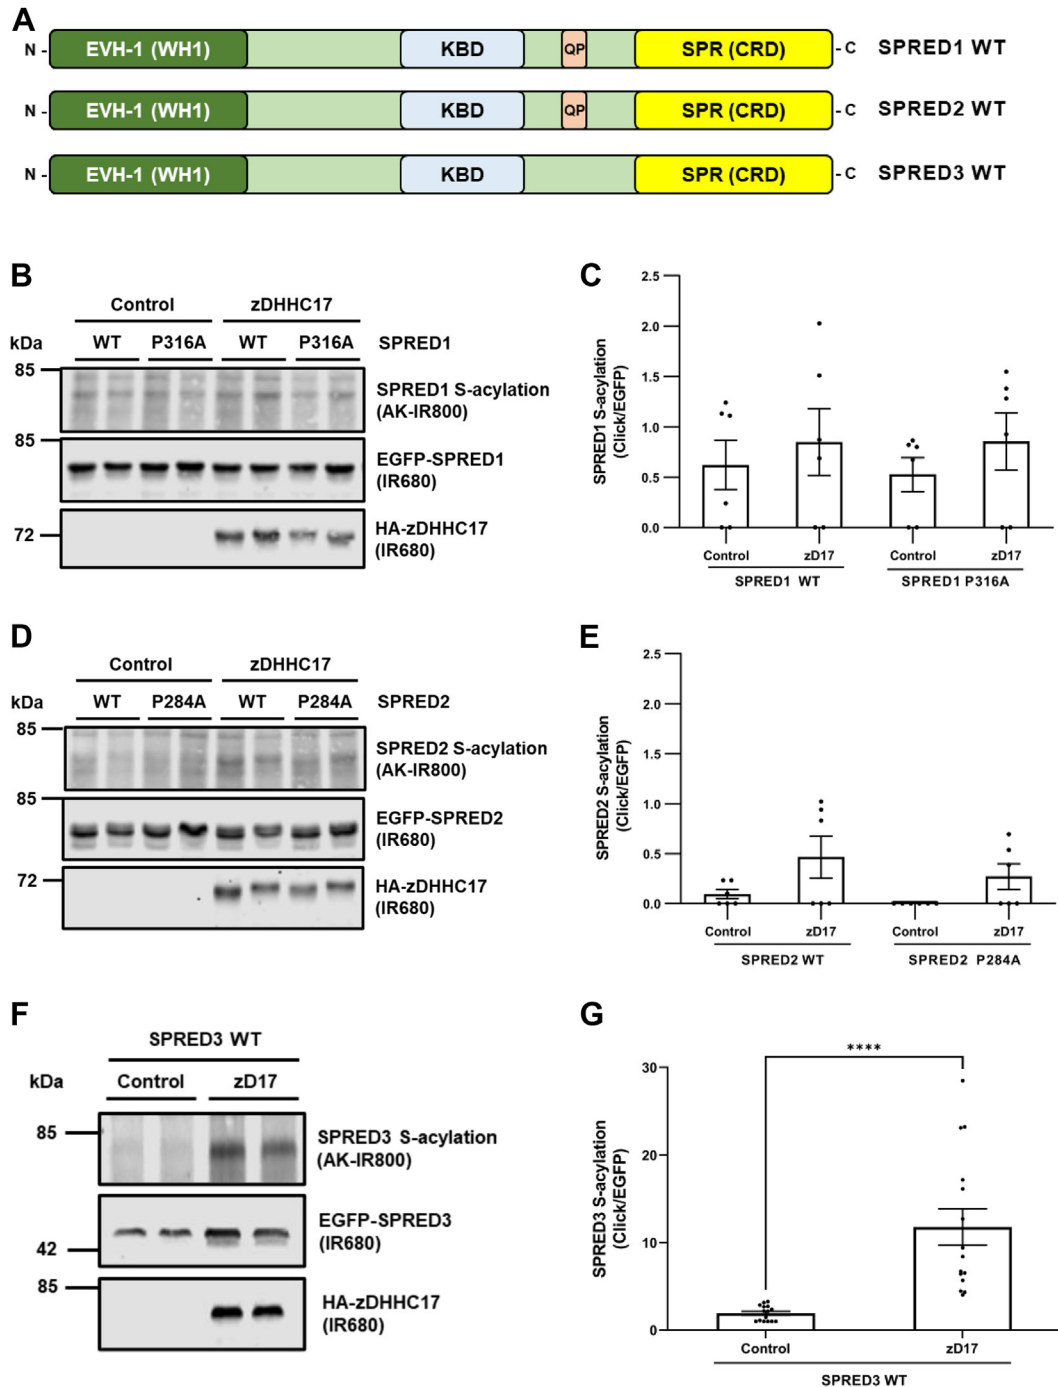 A
N - EVH-1 (WH1) KBD QP SPR (CRD) - C SPRED1 WT
N - EVH-1 (WH1) KBD QP SPR (CRD) - C SPRED2 WT
N - EVH-1 (WH1) KBD SPR (CRD) - C SPRED3 WT
B
Control zDHHC17
kDa WT P316A WT P316A SPRED1
85
SPRED1 S-acylation
(AK-IR800)
85
EGFP-SPRED1
(IR680)
72
HA-zDHHC17
(IR680)
C
SPRED1 S-acylation
(Click/EGFP)
2.5
2.0
1.5
1.0
0.5
0.0
Control zD17 Control zD17
SPRED1 WT SPRED1 P316A
D
Control zDHHC17
kDa WT P284A WT P284A SPRED2
85
SPRED2 S-acylation
(AK-IR800)
85
EGFP-SPRED2
(IR680)
72
HA-zDHHC17
(IR680)
E
SPRED2 S-acylation
(Click/EGFP)
2.5
2.0
1.5
1.0
0.5
0.0
Control zD17 Control zD17
SPRED2 WT SPRED2 P284A
F
SPRED3 WT
kDa Control zD17
85
SPRED3 S-acylation
(AK-IR800)
EGFP-SPRED3
(IR680)
42
85
HA-zDHHC17
(IR680)
G
SPRED3 S-acylation
(Click/EGFP)
30
20
10
0
****
Control zD17
SPRED3 WT